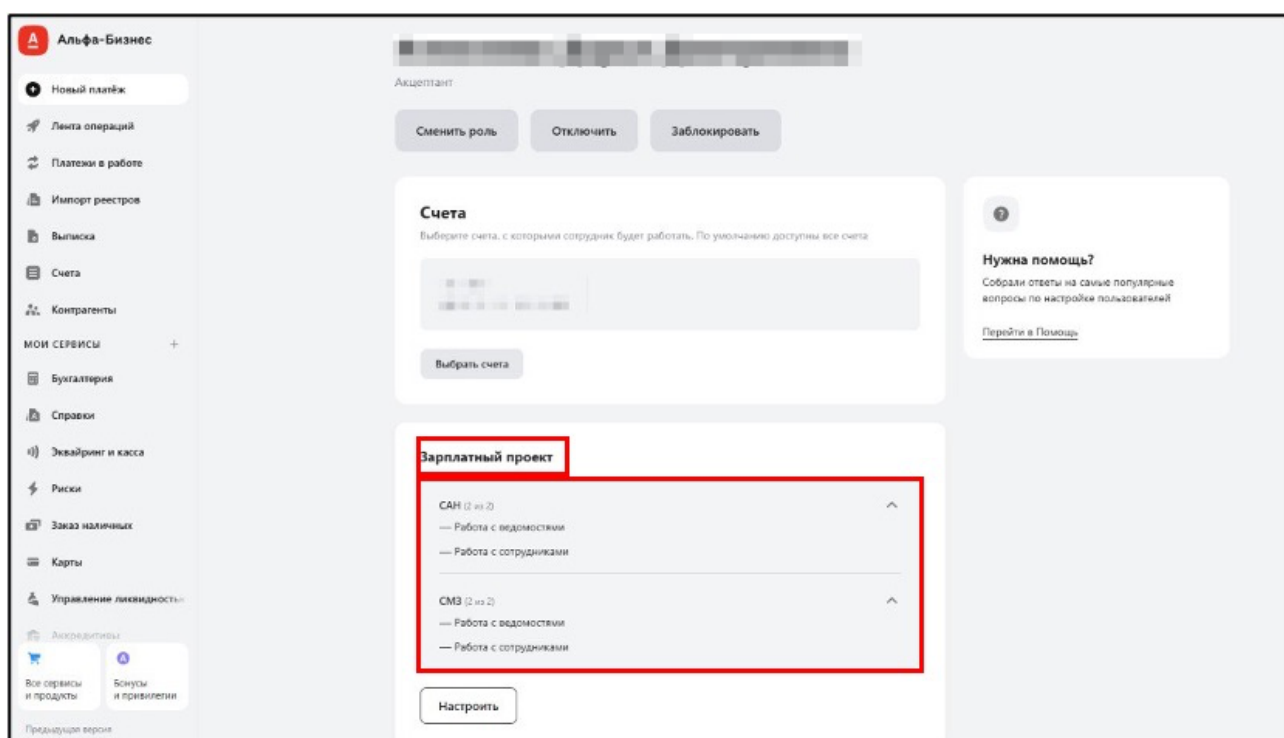 Альфа-Бизнес
Новый платёж
Лента операций
Платежи в работе
Импорт реестров
Выписка
Счета
Контрагенты
МОИ СЕРВИСЫ +
Бухгалтерия
Справки
Эквайринг и касса
Риски
Заказ наличных
Карты
Управление ликвидностью
Аккредитивы
Все сервисы
и продукты
Бонусы
и привилегии
Предыдущая версия
Акцептант
Сменить роль
Отключить
Заблокировать
Счета
Выберите счета, с которыми сотрудник будет работать. По умолчанию доступны все счета
Выбрать счета
Зарплатный проект
САН (2 из 2)
— Работа с ведомостями
— Работа с сотрудниками
СМЗ (2 из 2)
— Работа с ведомостями
— Работа с сотрудниками
Настроить
Нужна помощь?
Собрали ответы на самые популярные
вопросы по настройке пользователей
Перейти в Помощь